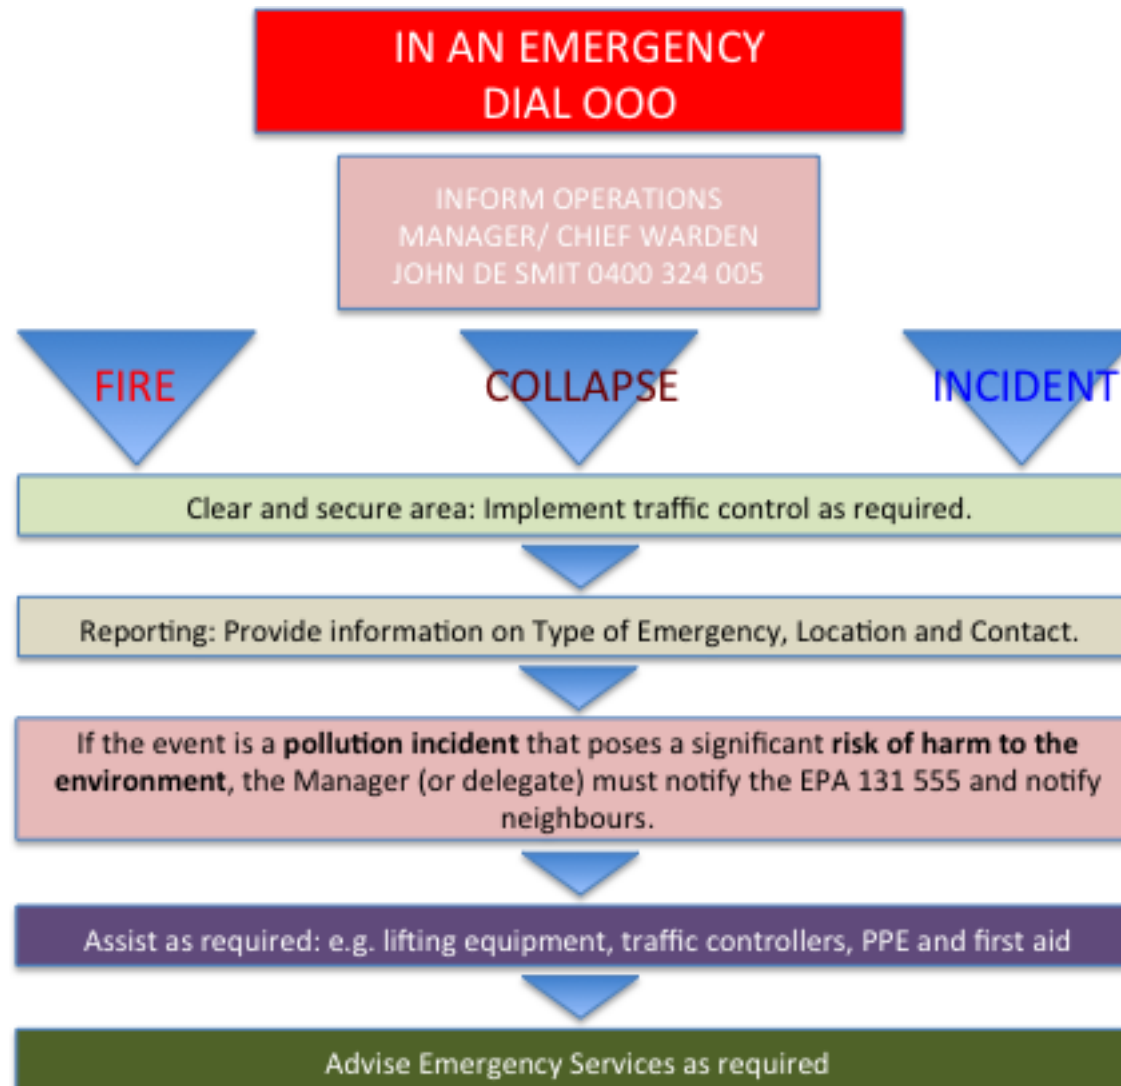 IN AN EMERGENCY
DIAL OOO
INFORM OPERATIONS
MANAGER/ CHIEF WARDEN
JOHN DE SMIT 0400 324 005
FIRE
COLLAPSE
INCIDENT
Clear and secure area: Implement traffic control as required.
Reporting: Provide information on Type of Emergency, Location and Contact.
If the event is a pollution incident that poses a significant risk of harm to the
environment, the Manager (or delegate) must notify the EPA 131 555 and notify
neighbours.
Assist as required: e.g. lifting equipment, traffic controllers, PPE and first aid
Advise Emergency Services as required